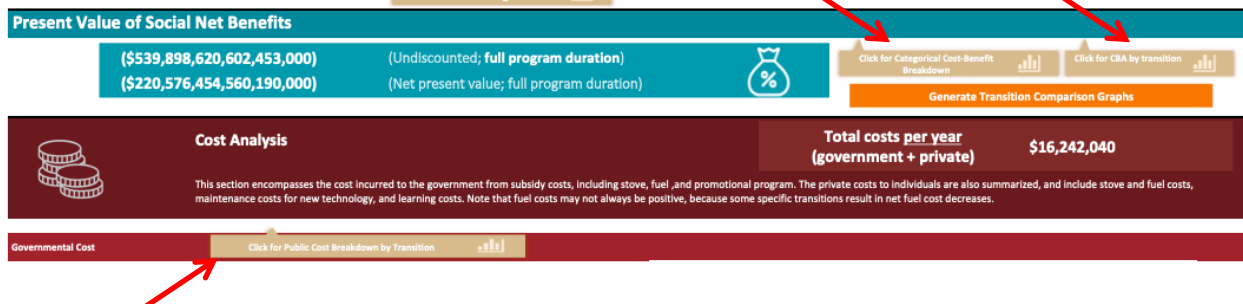 Present Value of Social Net Benefits
($539,898,620,602,453,000) (Undiscounted; full program duration)
($220,576,454,560,190,000) (Net present value; full program duration)
%
Click for Categorical Cost-Benefit
Breakdown
Click for CBA by transition
Generate Transition Comparison Graphs
Cost Analysis
Total costs per year
(government + private)
$16,242,040
This section encompasses the cost incurred to the government from subsidy costs, including stove, fuel ,and promotional program. The private costs to individuals are also summarized, and include stove and fuel costs,
maintenance costs for new technology, and learning costs. Note that fuel costs may not always be positive, because some specific transitions result in net fuel cost decreases.
Governmental Cost
Click for Public Cost Breakdown by Transition